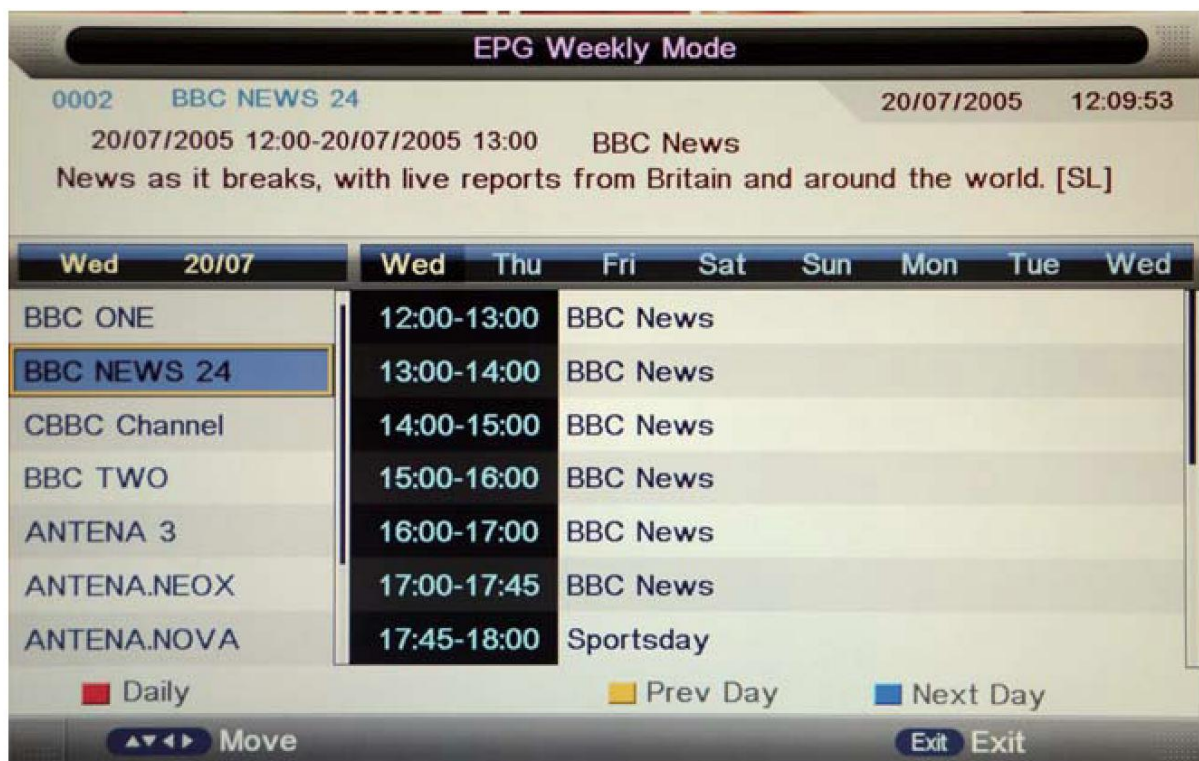 EPG Weekly Mode
0002 BBC NEWS 24 20/07/2005 12:09:53
20/07/2005 12:00-20/07/2005 13:00 BBC News
News as it breaks, with live reports from Britain and around the world. [SL]
Wed 20/07 Wed Thu Fri Sat Sun Mon Tue Wed
BBC ONE 12:00-13:00 BBC News
BBC NEWS 24 13:00-14:00 BBC News
CBBC Channel 14:00-15:00 BBC News
BBC TWO 15:00-16:00 BBC News
ANTENA 3 16:00-17:00 BBC News
ANTENA.NEOX 17:00-17:45 BBC News
ANTENA.NOVA 17:45-18:00 Sportsday
Daily Prev Day Next Day
Move Exit Exit